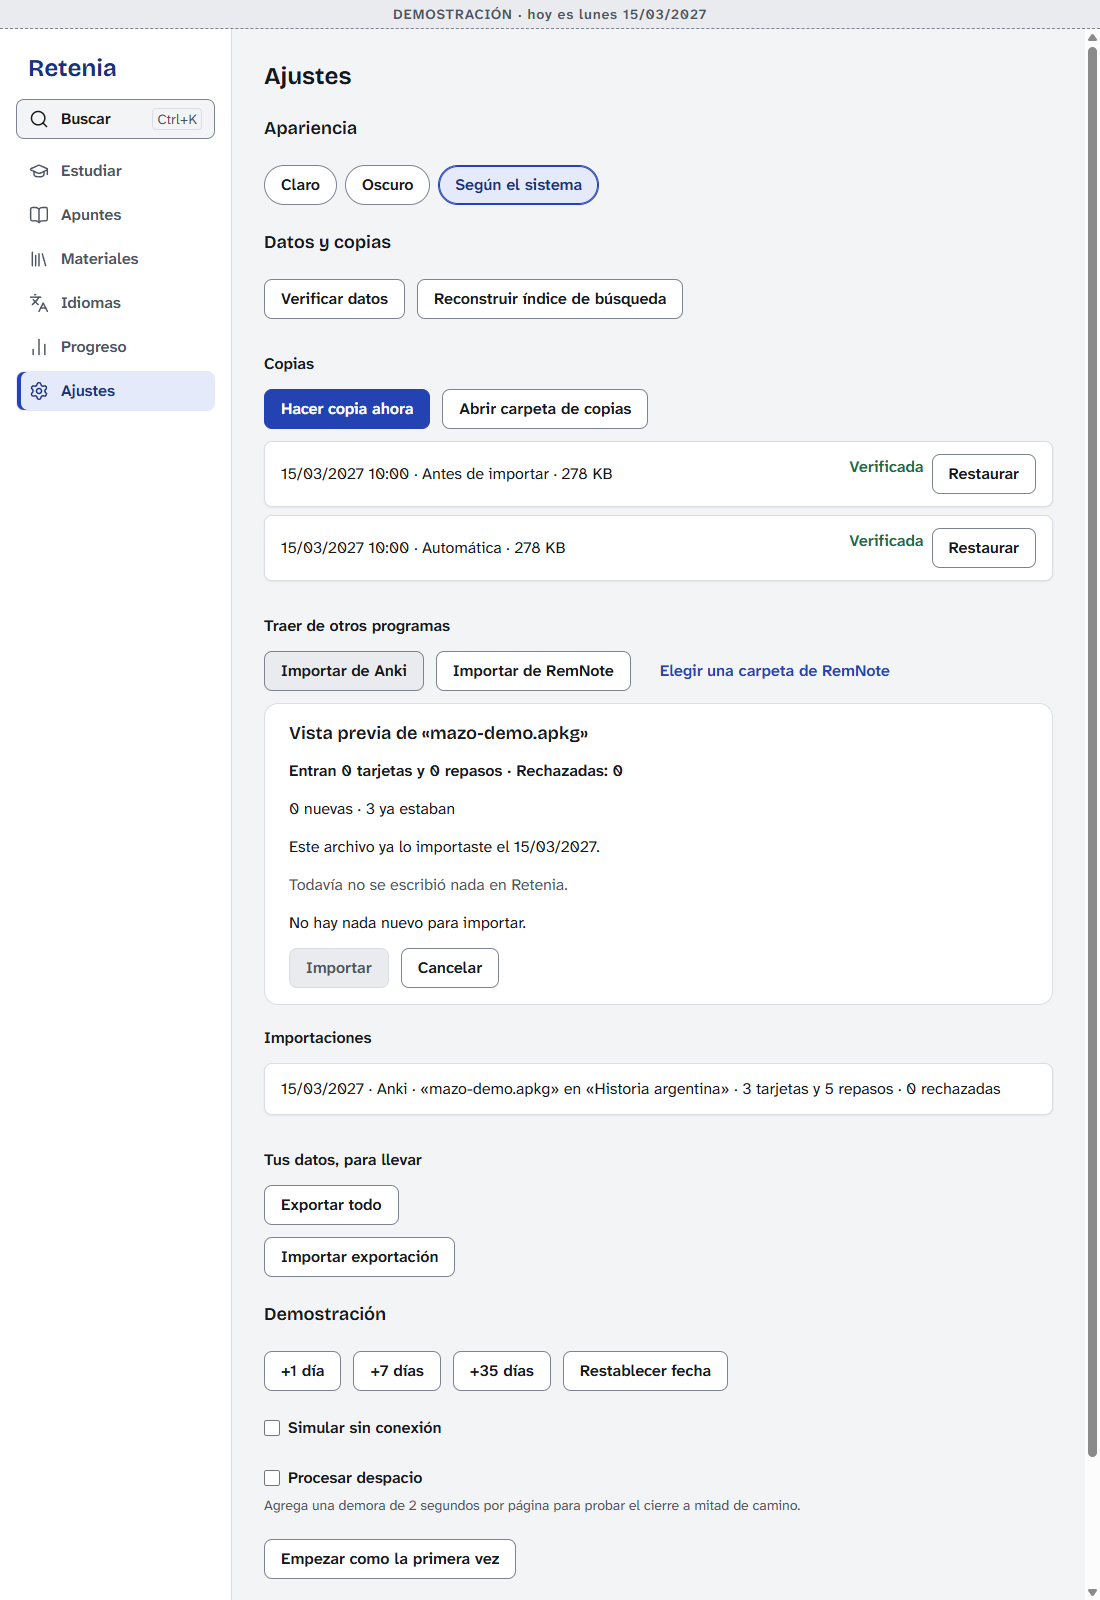 DEMOSTRACIÓN · hoy es lunes 15/03/2027
Retenia
Buscar Ctrl+K
Estudiar
Apuntes
Materiales
Idiomas
Progreso
Ajustes
Ajustes
Apariencia
Claro Oscuro Según el sistema
Datos y copias
Verificar datos Reconstruir índice de búsqueda
Copias
Hacer copia ahora Abrir carpeta de copias
15/03/2027 10:00 · Antes de importar · 278 KB Verificada Restaurar
15/03/2027 10:00 · Automática · 278 KB Verificada Restaurar
Traer de otros programas
Importar de Anki Importar de RemNote Elegir una carpeta de RemNote
Vista previa de «mazo-demo.apkg»
Entran 0 tarjetas y 0 repasos · Rechazadas: 0
0 nuevas · 3 ya estaban
Este archivo ya lo importaste el 15/03/2027.
Todavía no se escribió nada en Retenia.
No hay nada nuevo para importar.
Importar Cancelar
Importaciones
15/03/2027 · Anki · «mazo-demo.apkg» en «Historia argentina» · 3 tarjetas y 5 repasos · 0 rechazadas
Tus datos, para llevar
Exportar todo
Importar exportación
Demostración
+1 día +7 días +35 días Restablecer fecha
Simular sin conexión
Procesar despacio
Agrega una demora de 2 segundos por página para probar el cierre a mitad de camino.
Empezar como la primera vez